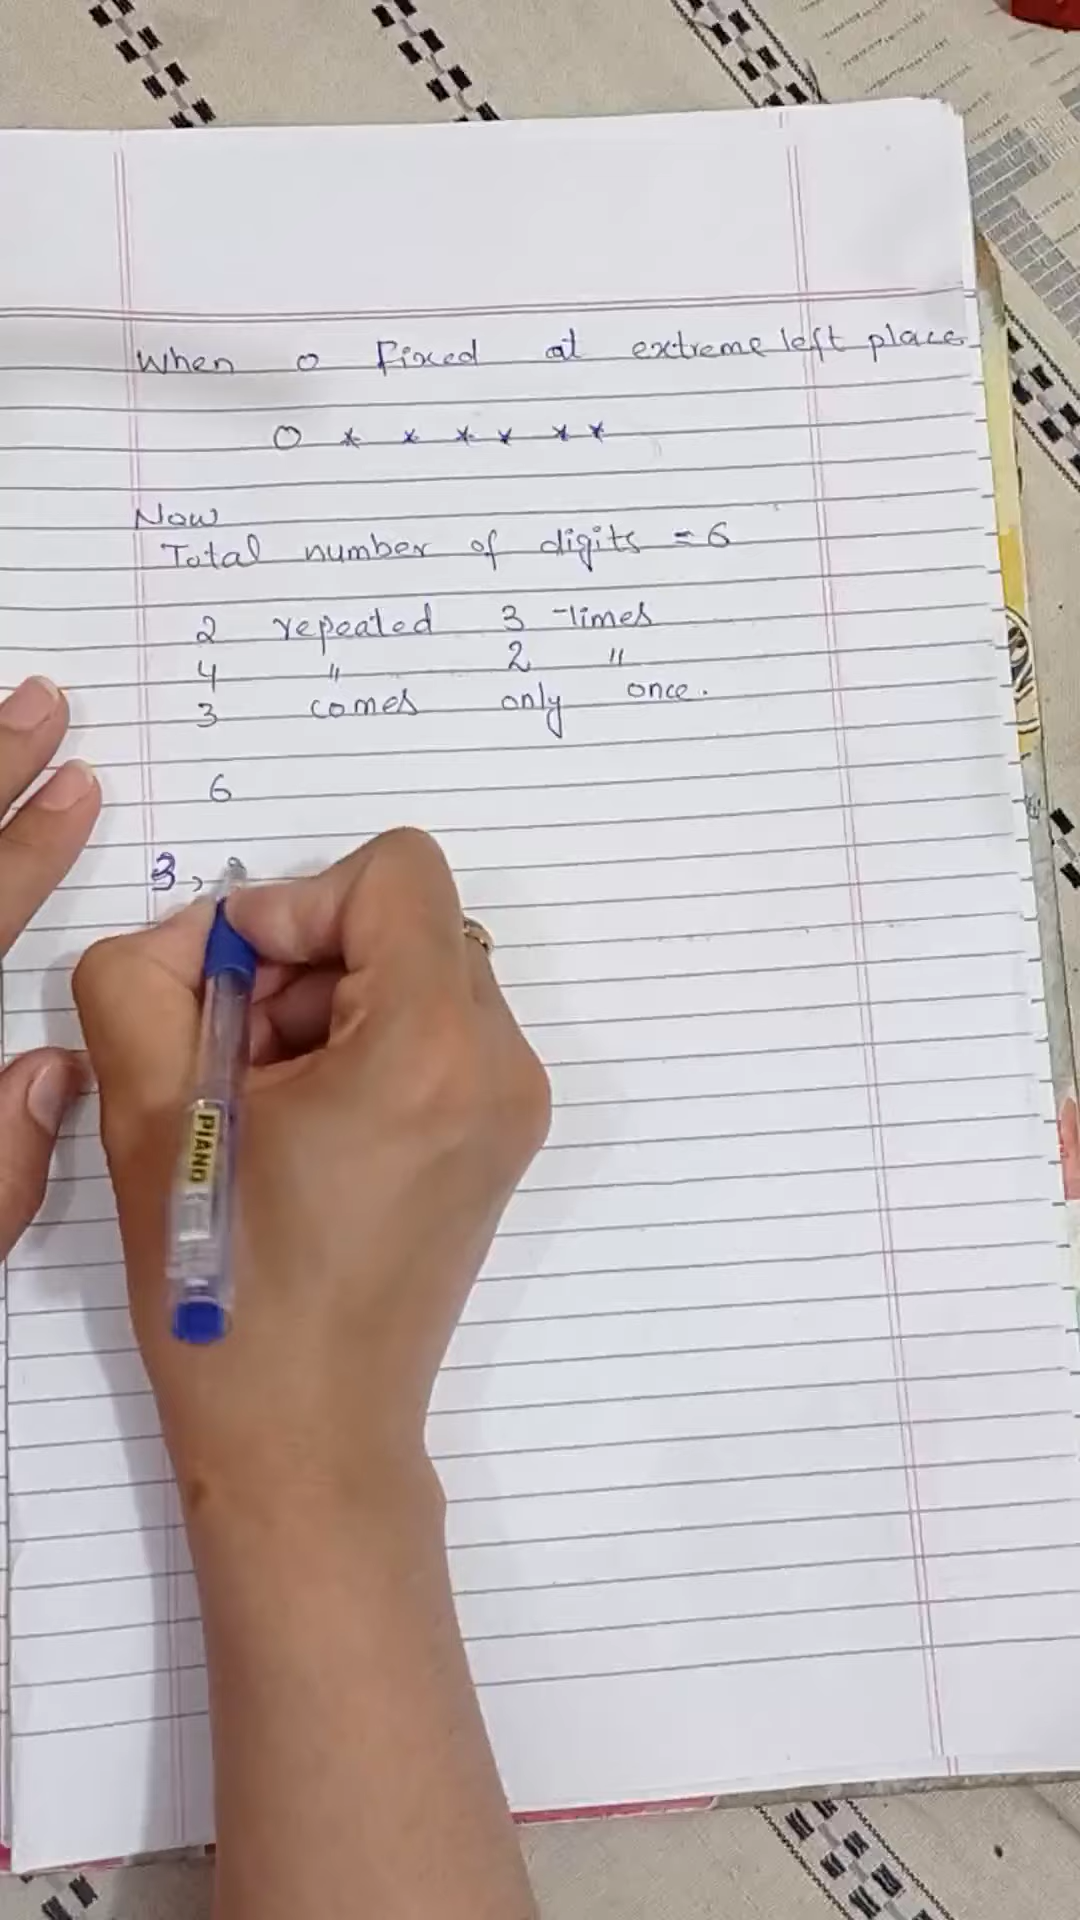 When 0 fixed at extreme left place
0 * * * * * *
Now
Total number of digits = 6
2 repeated 3 times
4 " 2 "
3 comes only once.
6
3,
PIANO